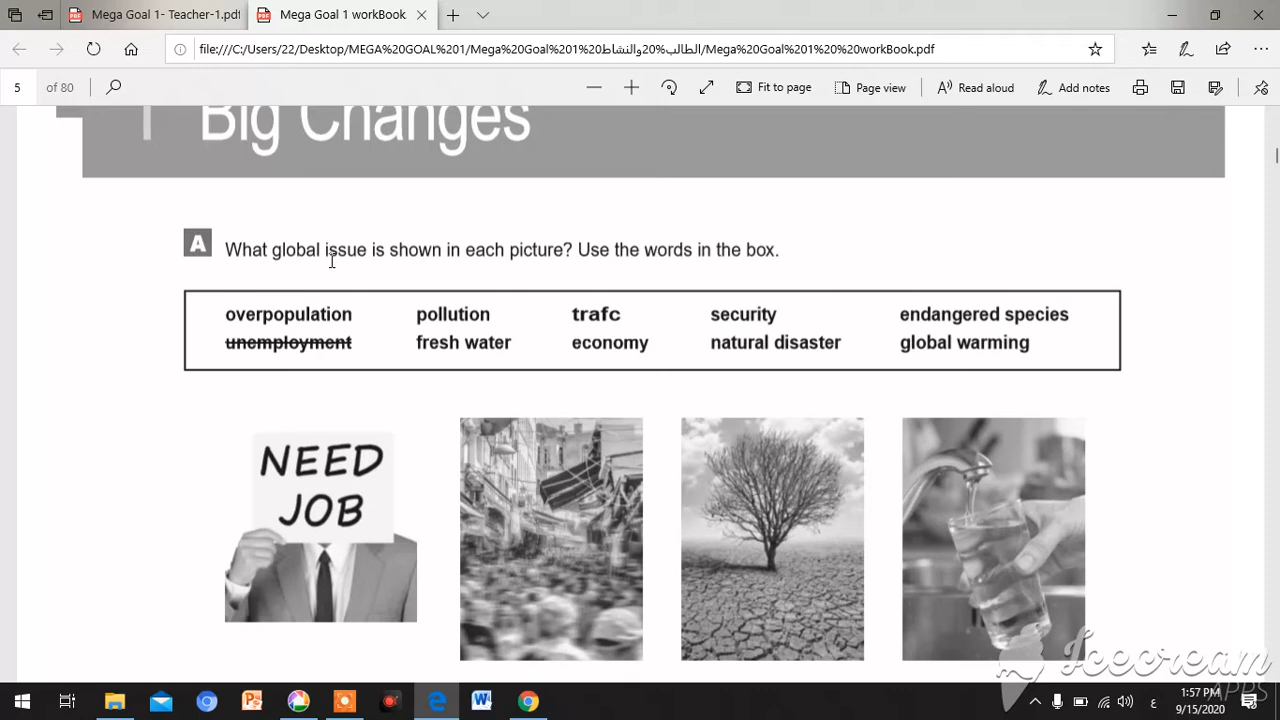 Mega Goal 1- Teacher-1.pdf
Mega Goal 1 workBook
file:///C:/Users/22/Desktop/MEGA%20GOAL%201/Mega%20Goal%201%20الطالب%20والنشاط/Mega%20Goal%201%20%20workBook.pdf
5 of 80
Fit to page
Page view
Read aloud
Add notes
1 Big Changes
A What global issue is shown in each picture? Use the words in the box.
overpopulation pollution trafc security endangered species
unemployment fresh water economy natural disaster global warming
NEED
JOB
Icecream
APPS
ع
1:57 PM
9/15/2020